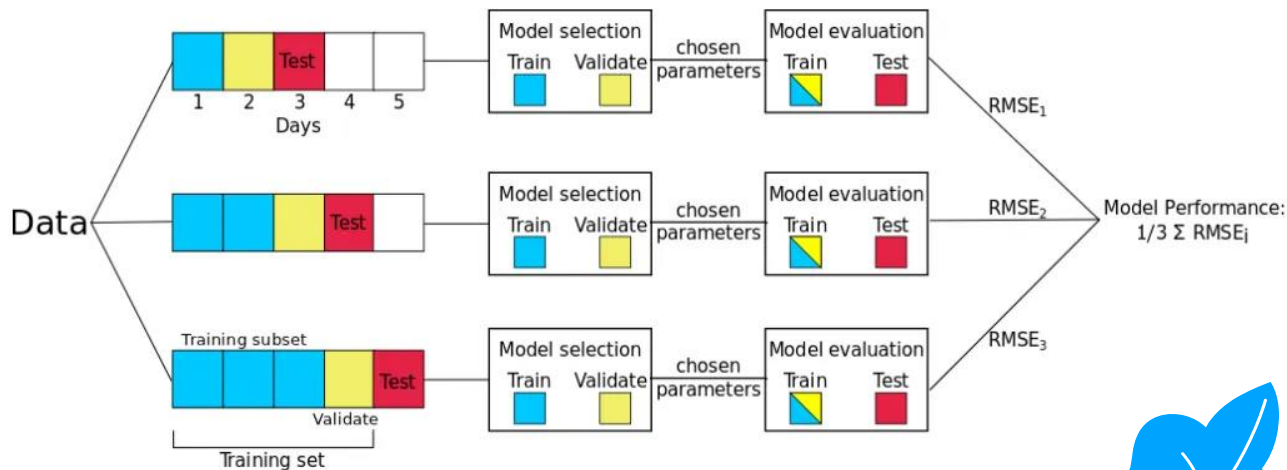 Data
Test
1 2 3 4 5
Days
Model selection
Train Validate
chosen
parameters
Model evaluation
Train Test
RMSE₁
Test
Model selection
Train Validate
chosen
parameters
Model evaluation
Train Test
RMSE₂
Training subset
Test
Validate
Training set
Model selection
Train Validate
chosen
parameters
Model evaluation
Train Test
RMSE₃
Model Performance:
1/3 Σ RMSEᵢ